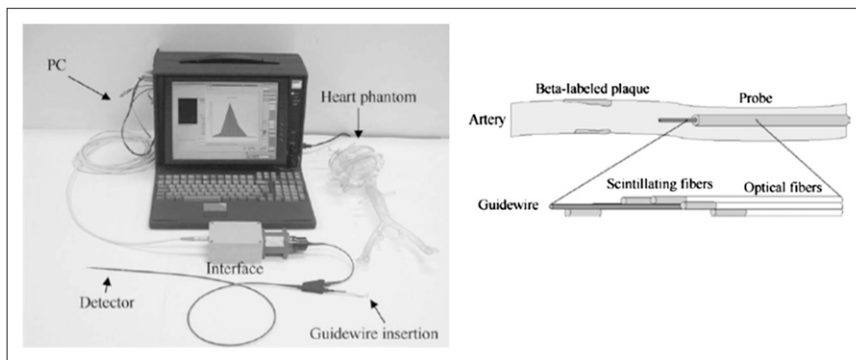 PC
Heart phantom
Interface
Detector
Guidewire insertion
Beta-labeled plaque
Probe
Artery
Scintillating fibers
Optical fibers
Guidewire